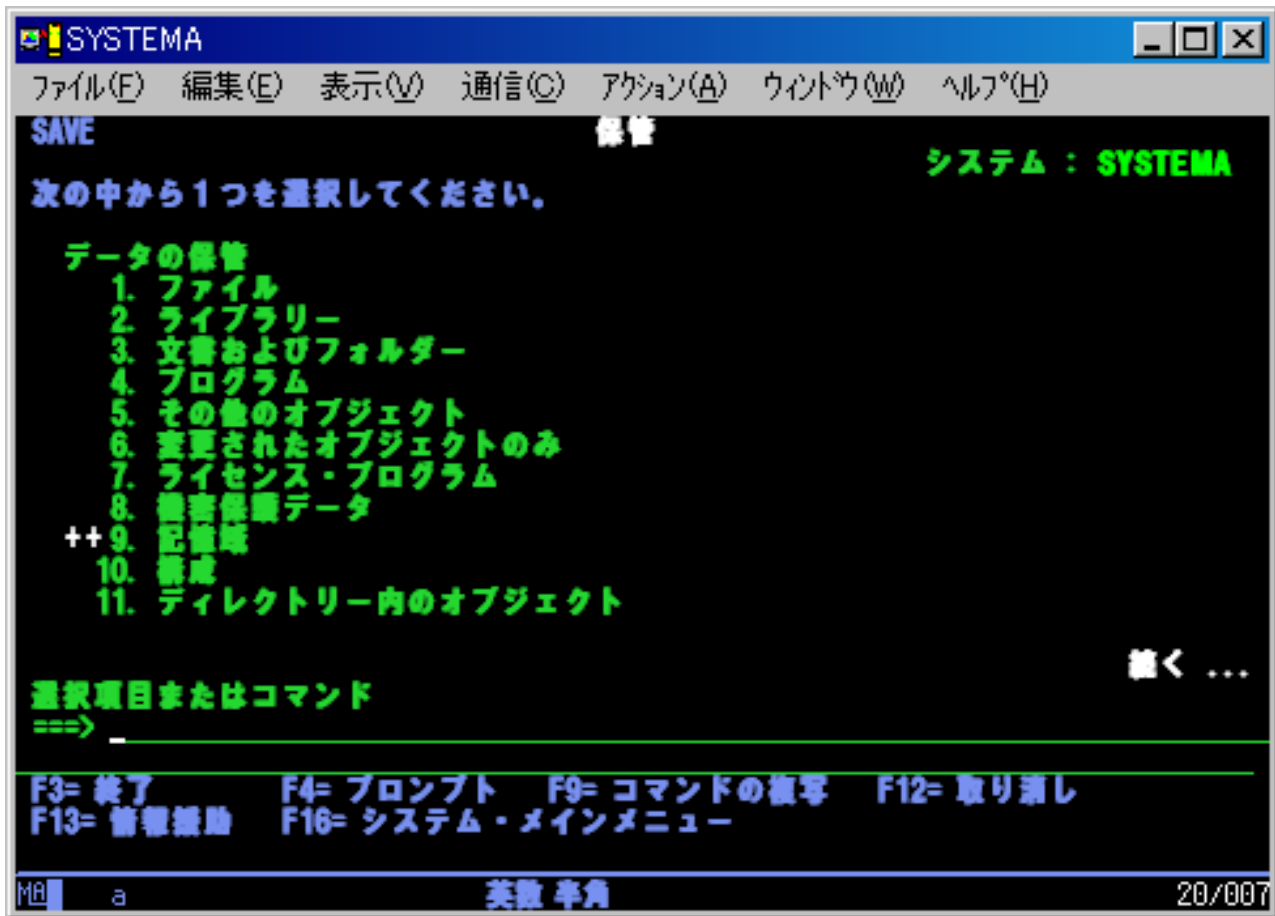 SYSTEMA
ファイル(F) 編集(E) 表示(V) 通信(C) アクション(A) ウィンドウ(W) ヘルプ(H)
SAVE 保管
システム : SYSTEMA
次の中から1つを選択してください。
データの保管
1. ファイル
2. ライブラリー
3. 文書およびフォルダー
4. プログラム
5. その他のオブジェクト
6. 変更されたオブジェクトのみ
7. ライセンス・プログラム
8. 機密保護データ
++ 9. 記憶域
10. 構成
11. ディレクトリー内のオブジェクト
続く ...
選択項目またはコマンド
===> _
F3= 終了 F4= プロンプト F9= コマンドの複写 F12= 取り消し
F13= 情報援助 F16= システム・メインメニュー
MA a 英数 半角 20/007